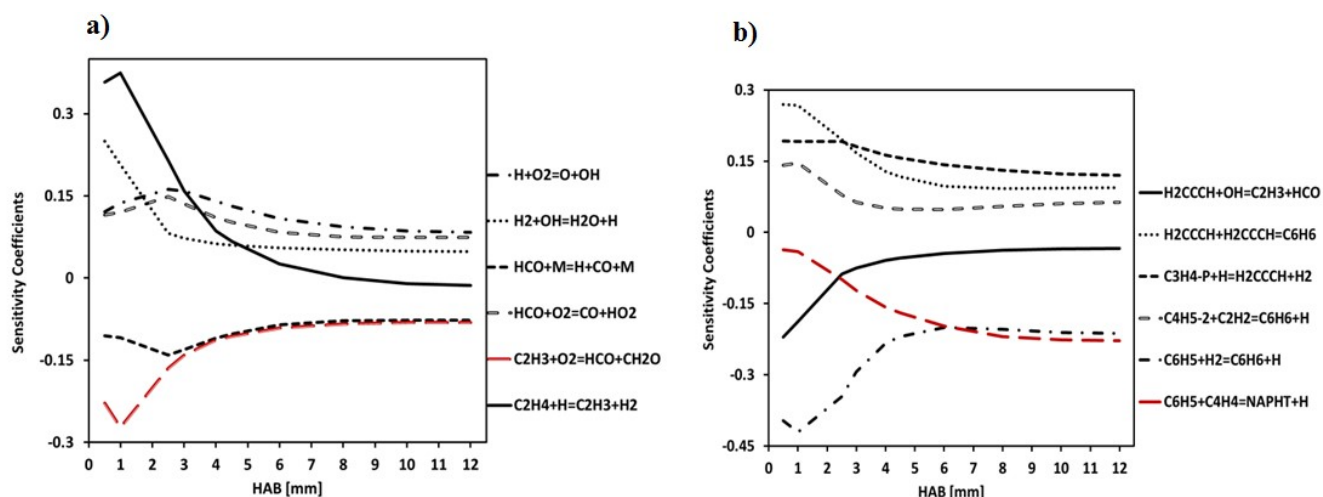 a)
Sensitivity Coefficients
0.3
0.15
0
-0.15
-0.3
0 1 2 3 4 5 6 7 8 9 10 11 12
HAB [mm]
H+O2=O+OH
H2+OH=H2O+H
HCO+M=H+CO+M
HCO+O2=CO+HO2
C2H3+O2=HCO+CH2O
C2H4+H=C2H3+H2
b)
Sensitivity Coefficients
0.3
0.15
0
-0.15
-0.3
-0.45
0 1 2 3 4 5 6 7 8 9 10 11 12
HAB [mm]
H2CCCH+OH=C2H3+HCO
H2CCCH+H2CCCH=C6H6
C3H4-P+H=H2CCCH+H2
C4H5-2+C2H2=C6H6+H
C6H5+H2=C6H6+H
C6H5+C4H4=NAPHT+H